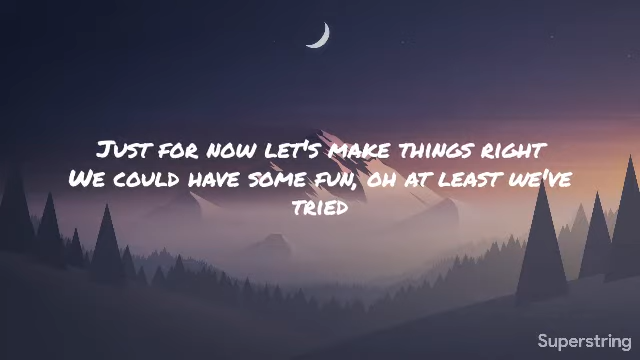 Just for now let's make things right
We could have some fun, oh at least we've
tried
Superstring